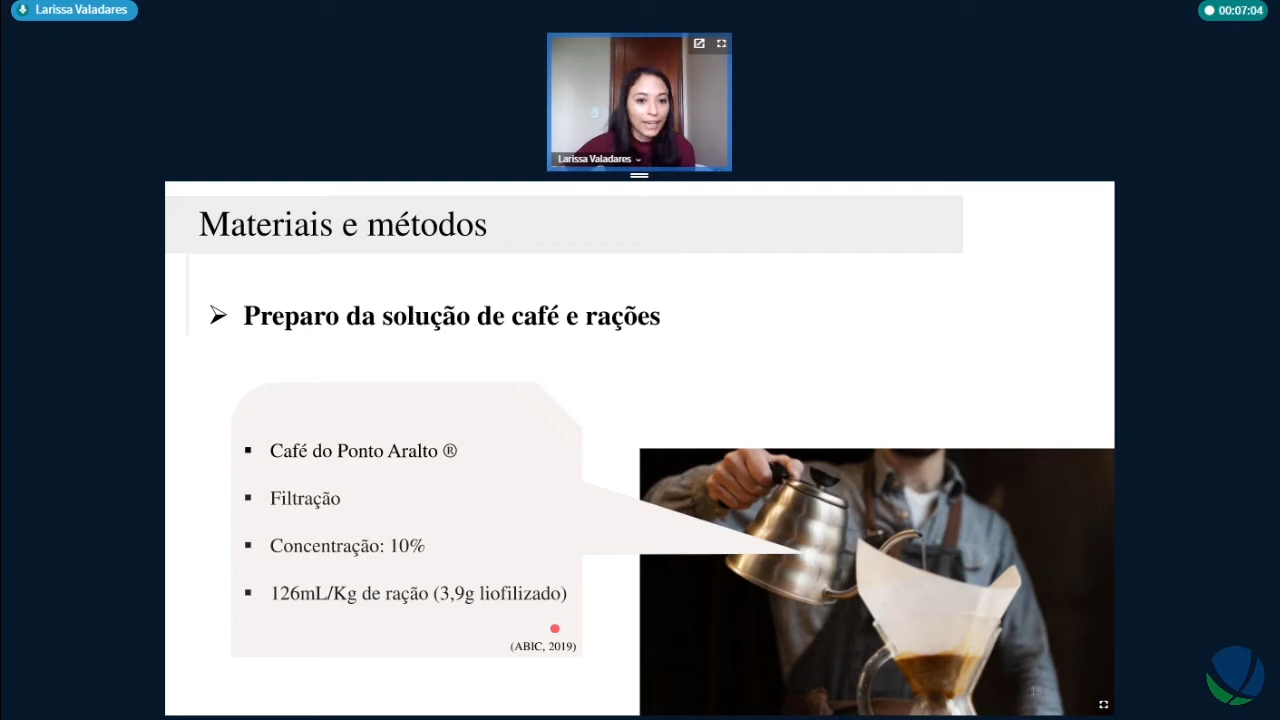 Larissa Valadares
00:07:04
Larissa Valadares
Materiais e métodos
Preparo da solução de café e rações
Café do Ponto Aralto ®
Filtração
Concentração: 10%
126mL/Kg de ração (3,9g liofilizado)
(ABIC, 2019)